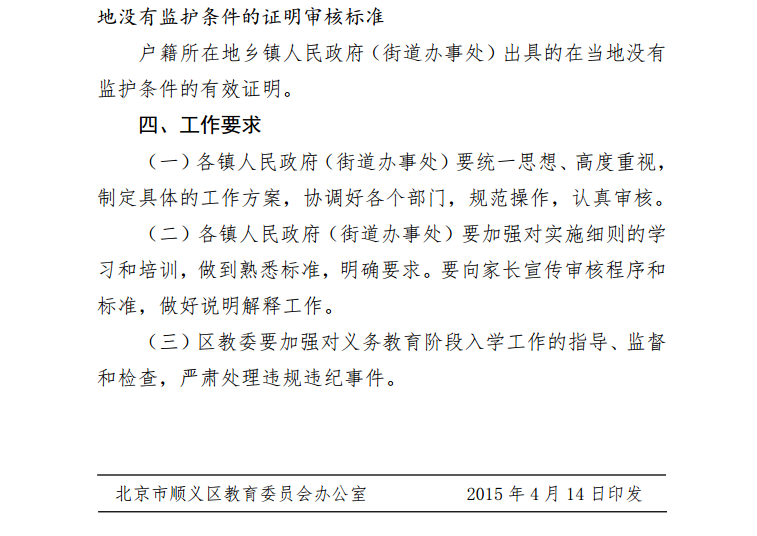 地没有监护条件的证明审核标准
户籍所在地乡镇人民政府（街道办事处）出具的在当地没有
监护条件的有效证明。
四、工作要求
（一）各镇人民政府（街道办事处）要统一思想、高度重视，
制定具体的工作方案，协调好各个部门，规范操作，认真审核。
（二）各镇人民政府（街道办事处）要加强对实施细则的学
习和培训，做到熟悉标准，明确要求。要向家长宣传审核程序和
标准，做好说明解释工作。
（三）区教委要加强对义务教育阶段入学工作的指导、监督
和检查，严肃处理违规违纪事件。
北京市顺义区教育委员会办公室 2015 年 4 月 14 日印发